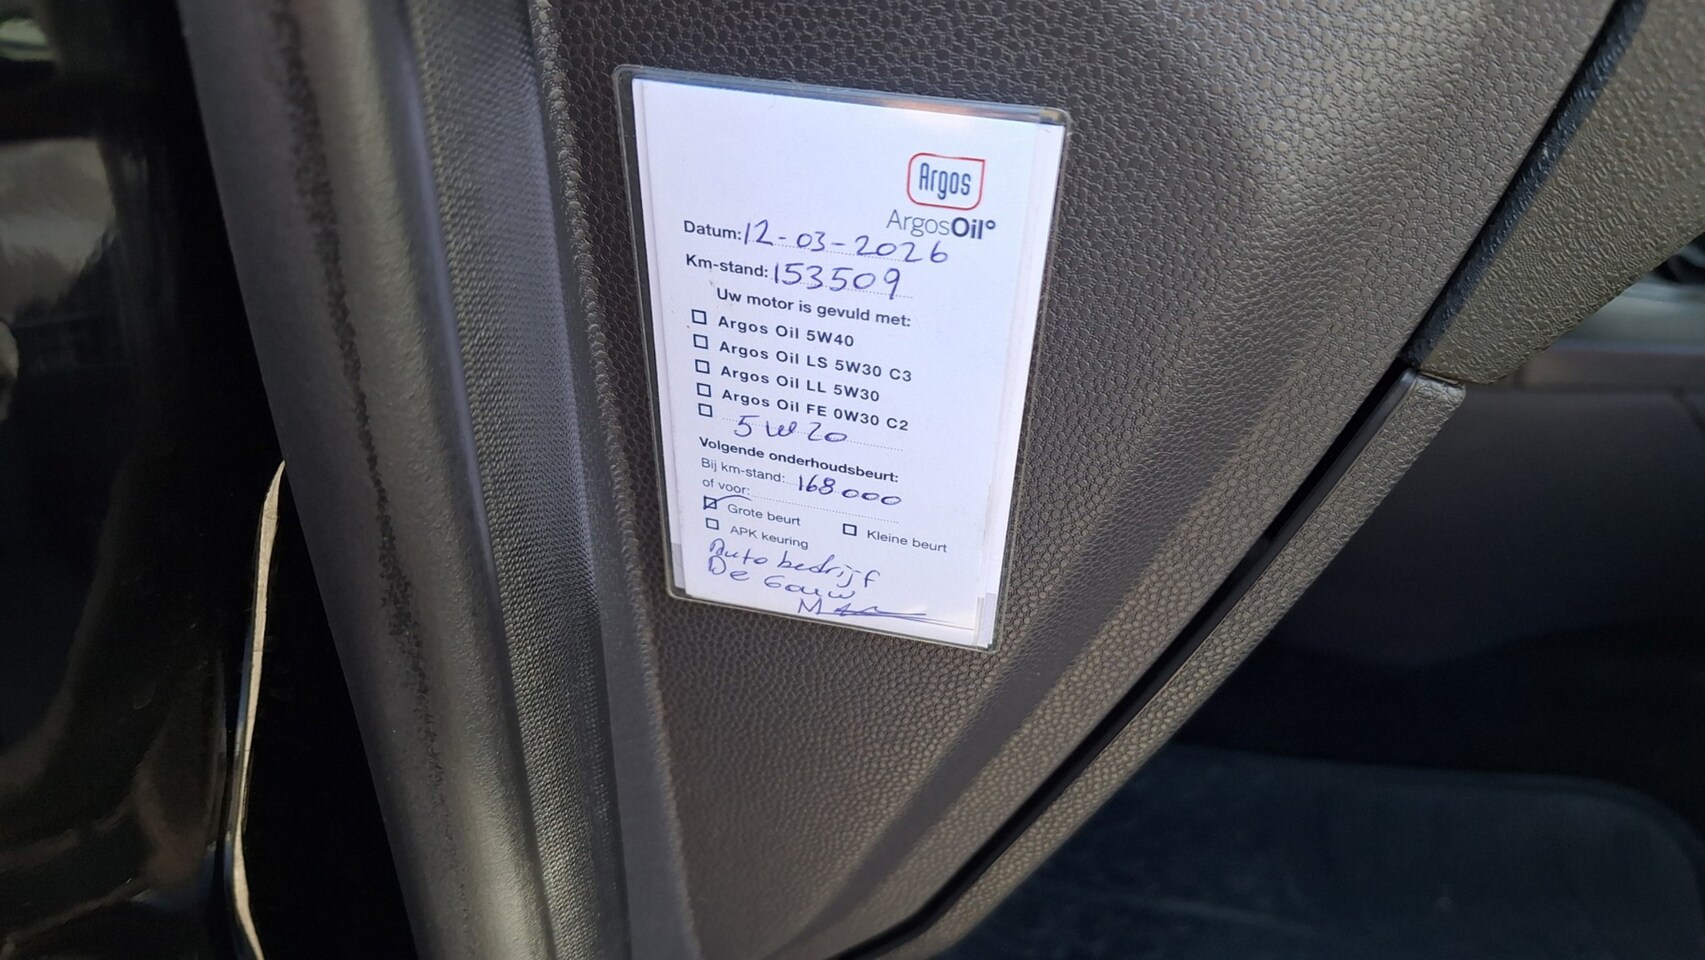 Argos
ArgosOil°
Datum: 12-03-2026
Km-stand: 153509
Uw motor is gevuld met:
☐ Argos Oil 5W40
☐ Argos Oil LS 5W30 C3
☐ Argos Oil LL 5W30
☐ Argos Oil FE 0W30 C2
☐ 5W20
Volgende onderhoudsbeurt:
Bij km-stand: 168000
of voor:
☑ Grote beurt ☐ Kleine beurt
☐ APK keuring
Autobedrijf
De Gouw